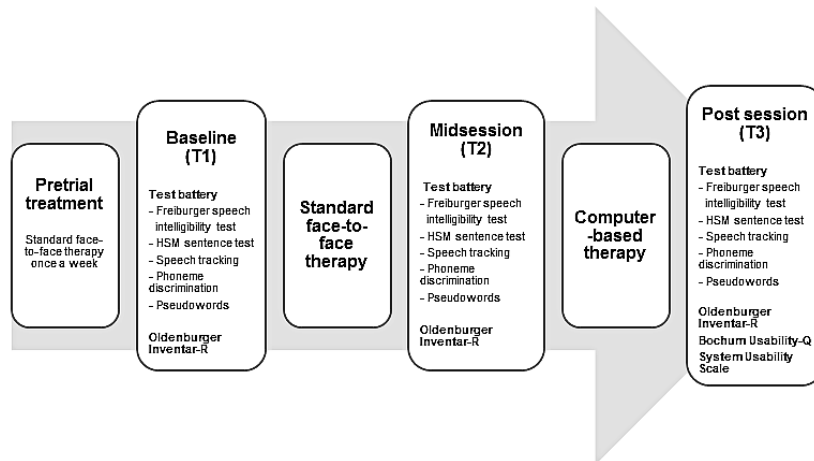 Pretrial
treatment
Standard face-
to-face therapy
once a week
Baseline
(T1)
Test battery
- Freiburger speech
intelligibility test
- HSM sentence test
- Speech tracking
- Phoneme
discrimination
- Pseudowords
Oldenburger
Inventar-R
Standard
face-to-face
therapy
Midsession
(T2)
Test battery
- Freiburger speech
intelligibility test
- HSM sentence test
- Speech tracking
- Phoneme
discrimination
- Pseudowords
Oldenburger
Inventar-R
Computer
-based
therapy
Post session
(T3)
Test battery
- Freiburger speech
intelligibility test
- HSM sentence test
- Speech tracking
- Phoneme
discrimination
- Pseudowords
Oldenburger
Inventar-R
Bochum Usability-Q
System Usability
Scale